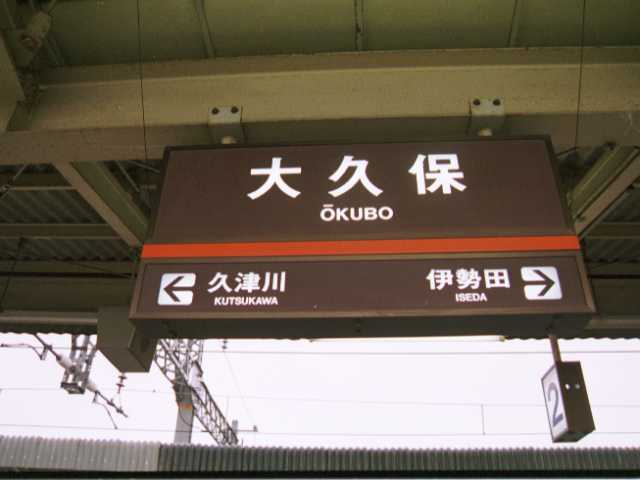 大久保
ŌKUBO
← 久津川 伊勢田 →
KUTSUKAWA ISEDA
2